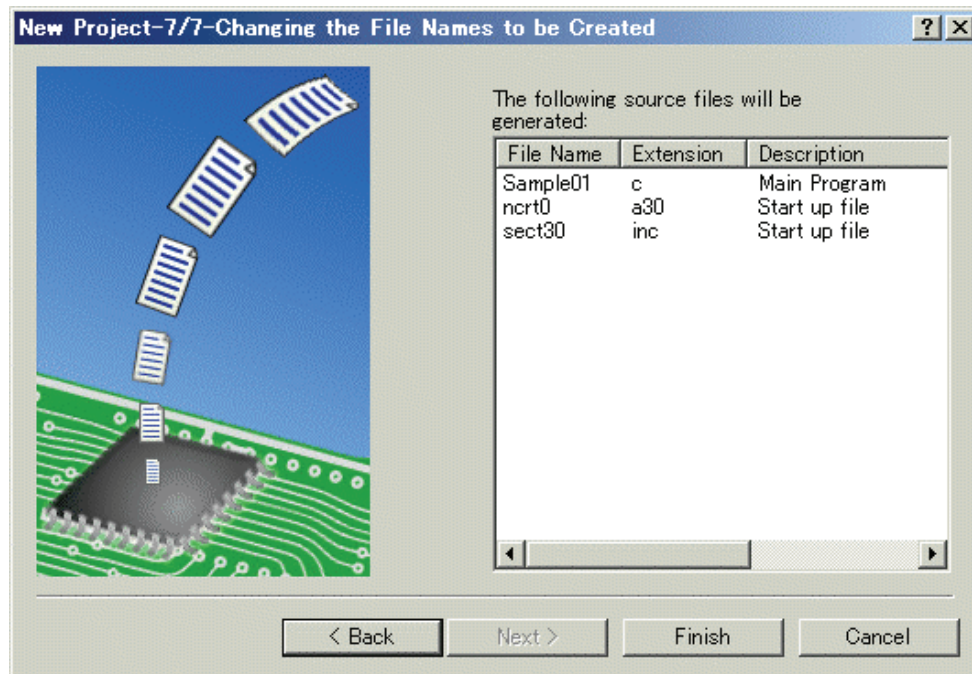 New Project-7/7-Changing the File Names to be Created
The following source files will be
generated:
File Name Extension Description
Sample01 c Main Program
ncrt0 a30 Start up file
sect30 inc Start up file
< Back Next > Finish Cancel